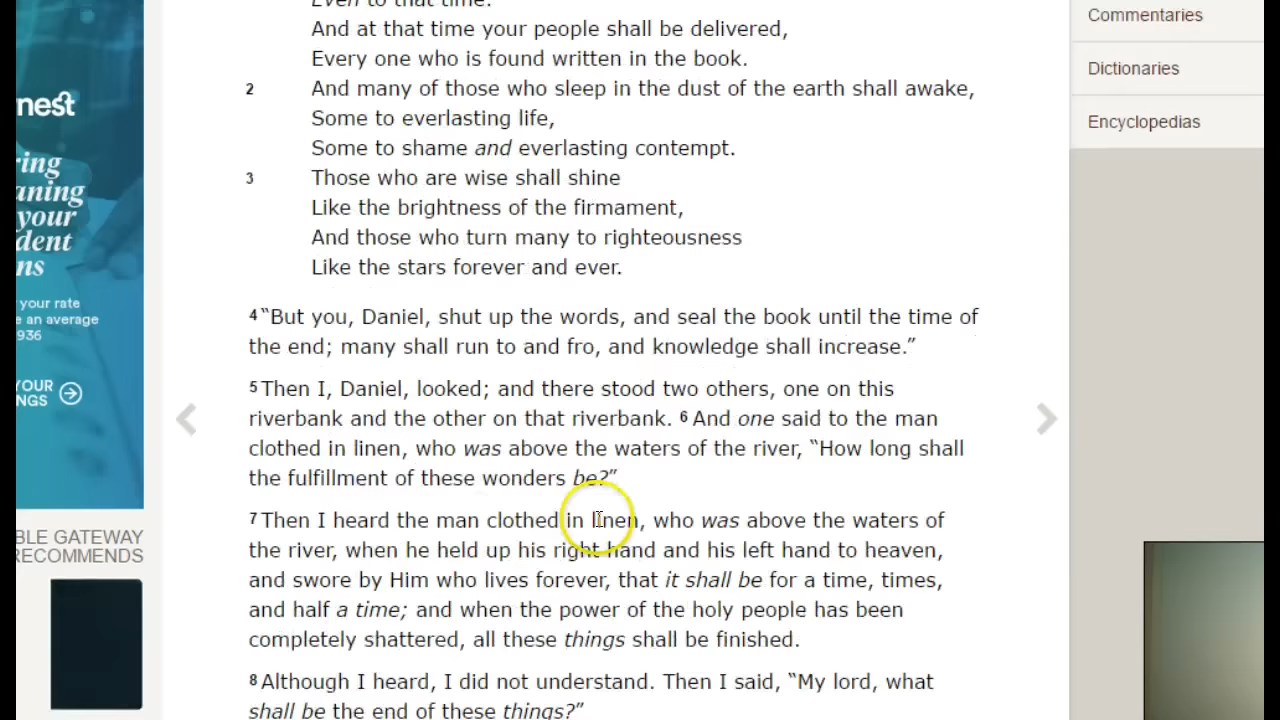 Even to that time.
And at that time your people shall be delivered,
Every one who is found written in the book.
2 And many of those who sleep in the dust of the earth shall awake,
Some to everlasting life,
Some to shame and everlasting contempt.
3 Those who are wise shall shine
Like the brightness of the firmament,
And those who turn many to righteousness
Like the stars forever and ever.
4 “But you, Daniel, shut up the words, and seal the book until the time of
the end; many shall run to and fro, and knowledge shall increase.”
5 Then I, Daniel, looked; and there stood two others, one on this
riverbank and the other on that riverbank. 6 And one said to the man
clothed in linen, who was above the waters of the river, “How long shall
the fulfillment of these wonders be?”
7 Then I heard the man clothed in linen, who was above the waters of
the river, when he held up his right hand and his left hand to heaven,
and swore by Him who lives forever, that it shall be for a time, times,
and half a time; and when the power of the holy people has been
completely shattered, all these things shall be finished.
8 Although I heard, I did not understand. Then I said, “My lord, what
shall be the end of these things?”
Commentaries
Dictionaries
Encyclopedias
nest
ring
aning
your
dent
ns
your rate
e an average
936
YOUR
NGS
BLE GATEWAY
RECOMMENDS